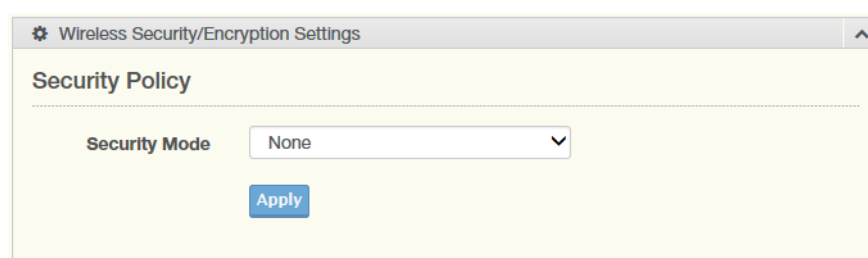 Wireless Security/Encryption Settings
Security Policy
Security Mode None
Apply